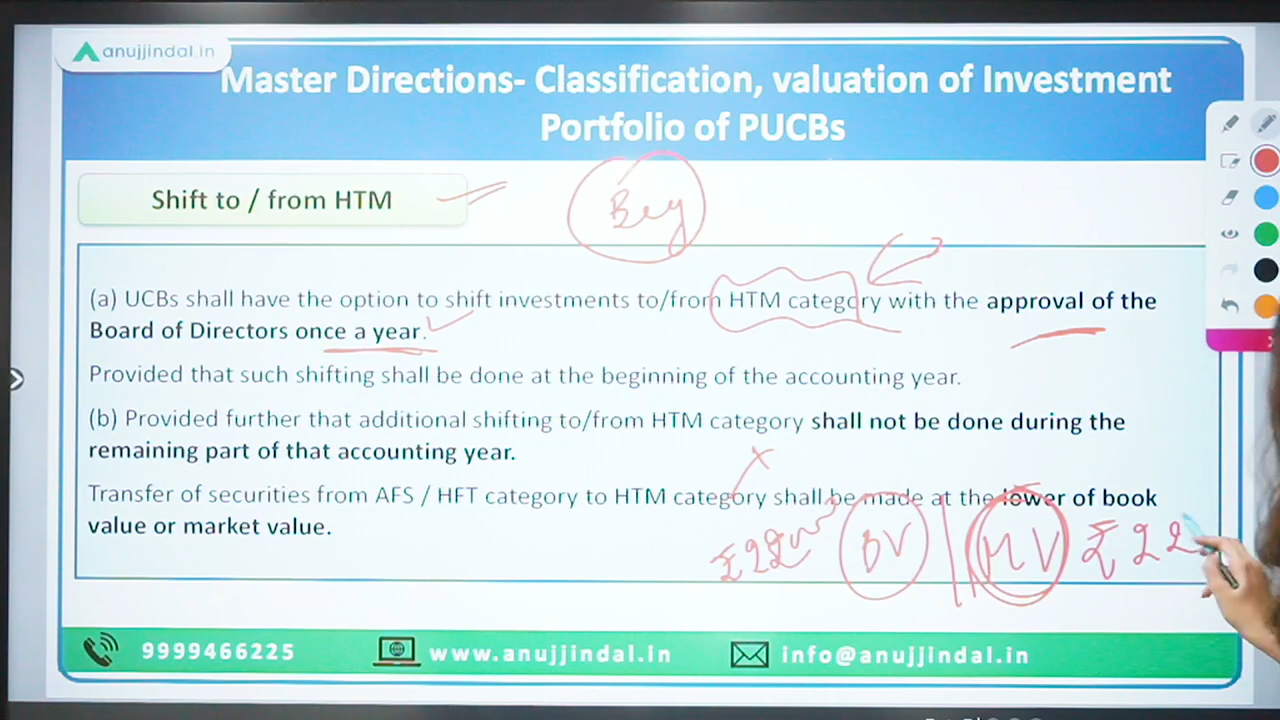 anujjindal.in
Master Directions- Classification, valuation of Investment
Portfolio of PUCBs
Shift to / from HTM
Beg
(a) UCBs shall have the option to shift investments to/from HTM category with the approval of the
Board of Directors once a year.
Provided that such shifting shall be done at the beginning of the accounting year.
(b) Provided further that additional shifting to/from HTM category shall not be done during the
remaining part of that accounting year.
Transfer of securities from AFS / HFT category to HTM category shall be made at the lower of book
value or market value.
BV | MV ₹ 22
9999466225 www.anujjindal.in info@anujjindal.in